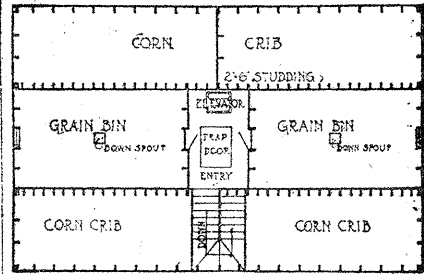 CORN CRIB
2'-6" STUDDING
ELEVATOR
GRAIN BIN
GRAIN BIN
DOWN SPOUT
TRAP
DOOR
DOWN SPOUT
ENTRY
CORN CRIB
DOWN
CORN CRIB